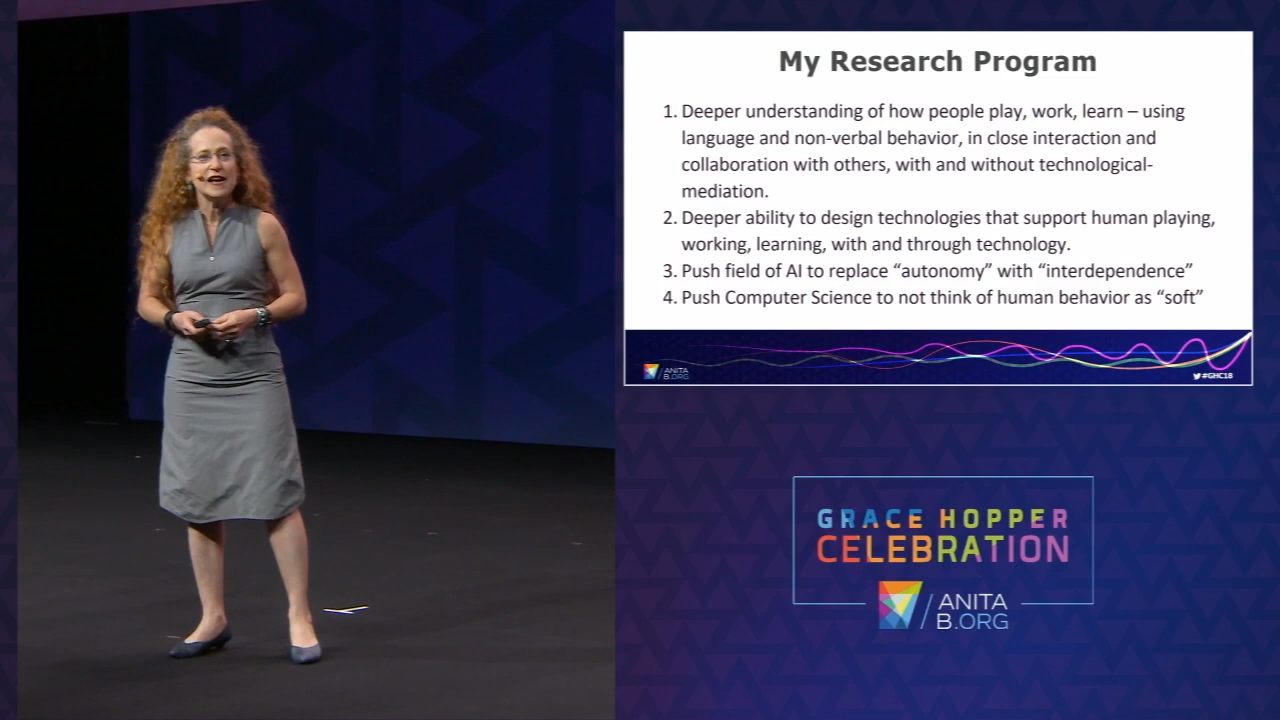 My Research Program
1. Deeper understanding of how people play, work, learn – using
language and non-verbal behavior, in close interaction and
collaboration with others, with and without technological-
mediation.
2. Deeper ability to design technologies that support human playing,
working, learning, with and through technology.
3. Push field of AI to replace “autonomy” with “interdependence”
4. Push Computer Science to not think of human behavior as “soft”
ANITA
B.ORG
#GHC18
GRACE HOPPER
CELEBRATION
ANITA
B.ORG